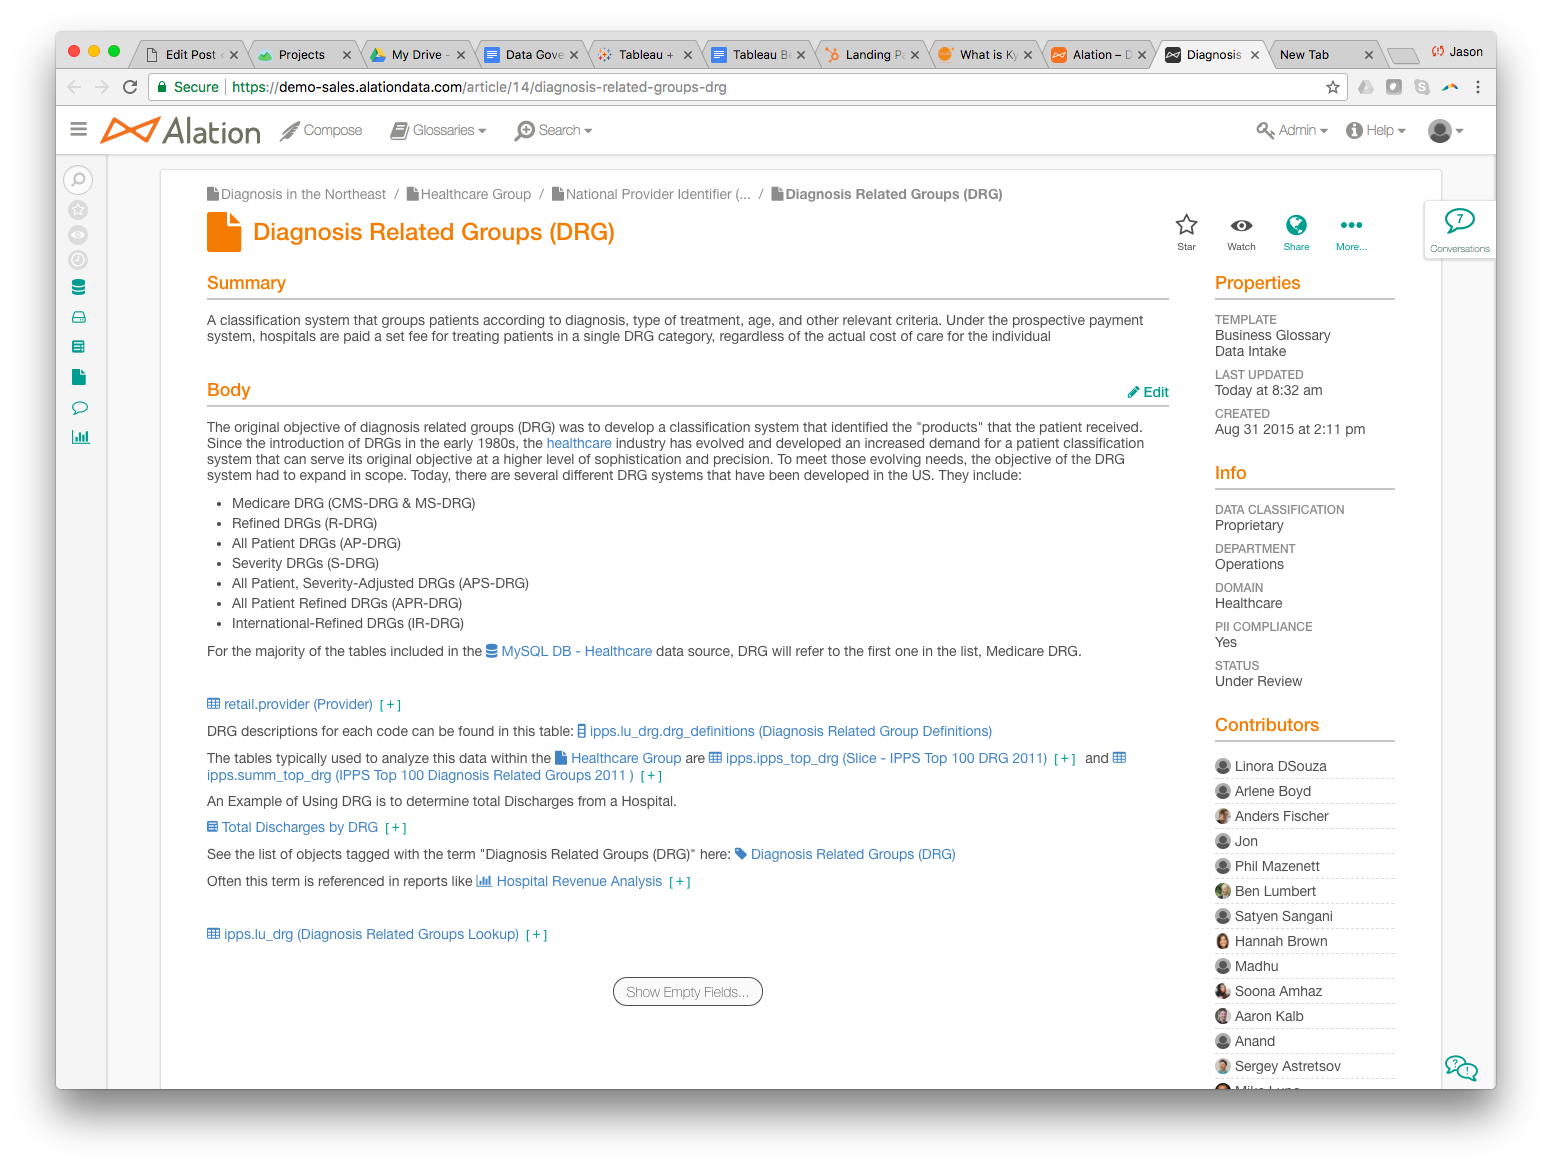 Edit Post
Projects
My Drive -
Data Gove
Tableau +
Tableau Be
Landing Pa
What is Ky
Alation – D
Diagnosis
New Tab
Jason
Secure
https://demo-sales.alationdata.com/article/14/diagnosis-related-groups-drg
Alation
Compose
Glossaries
Search
Admin
Help
Diagnosis in the Northeast / Healthcare Group / National Provider Identifier (... / Diagnosis Related Groups (DRG)
Diagnosis Related Groups (DRG)
Star
Watch
Share
More...
7
Conversations
Summary
A classification system that groups patients according to diagnosis, type of treatment, age, and other relevant criteria. Under the prospective payment
system, hospitals are paid a set fee for treating patients in a single DRG category, regardless of the actual cost of care for the individual
Body
Edit
The original objective of diagnosis related groups (DRG) was to develop a classification system that identified the "products" that the patient received.
Since the introduction of DRGs in the early 1980s, the healthcare industry has evolved and developed an increased demand for a patient classification
system that can serve its original objective at a higher level of sophistication and precision. To meet those evolving needs, the objective of the DRG
system had to expand in scope. Today, there are several different DRG systems that have been developed in the US. They include:
• Medicare DRG (CMS-DRG & MS-DRG)
• Refined DRGs (R-DRG)
• All Patient DRGs (AP-DRG)
• Severity DRGs (S-DRG)
• All Patient, Severity-Adjusted DRGs (APS-DRG)
• All Patient Refined DRGs (APR-DRG)
• International-Refined DRGs (IR-DRG)
For the majority of the tables included in the MySQL DB - Healthcare data source, DRG will refer to the first one in the list, Medicare DRG.
retail.provider (Provider) [+]
DRG descriptions for each code can be found in this table: ipps.lu_drg.drg_definitions (Diagnosis Related Group Definitions)
The tables typically used to analyze this data within the Healthcare Group are ipps.ipps_top_drg (Slice - IPPS Top 100 DRG 2011) [+] and
ipps.summ_top_drg (IPPS Top 100 Diagnosis Related Groups 2011 ) [+]
An Example of Using DRG is to determine total Discharges from a Hospital.
Total Discharges by DRG [+]
See the list of objects tagged with the term "Diagnosis Related Groups (DRG)" here: Diagnosis Related Groups (DRG)
Often this term is referenced in reports like Hospital Revenue Analysis [+]
ipps.lu_drg (Diagnosis Related Groups Lookup) [+]
Show Empty Fields...
Properties
TEMPLATE
Business Glossary
Data Intake
LAST UPDATED
Today at 8:32 am
CREATED
Aug 31 2015 at 2:11 pm
Info
DATA CLASSIFICATION
Proprietary
DEPARTMENT
Operations
DOMAIN
Healthcare
PII COMPLIANCE
Yes
STATUS
Under Review
Contributors
Linora DSouza
Arlene Boyd
Anders Fischer
Jon
Phil Mazenett
Ben Lumbert
Satyen Sangani
Hannah Brown
Madhu
Soona Amhaz
Aaron Kalb
Anand
Sergey Astretsov